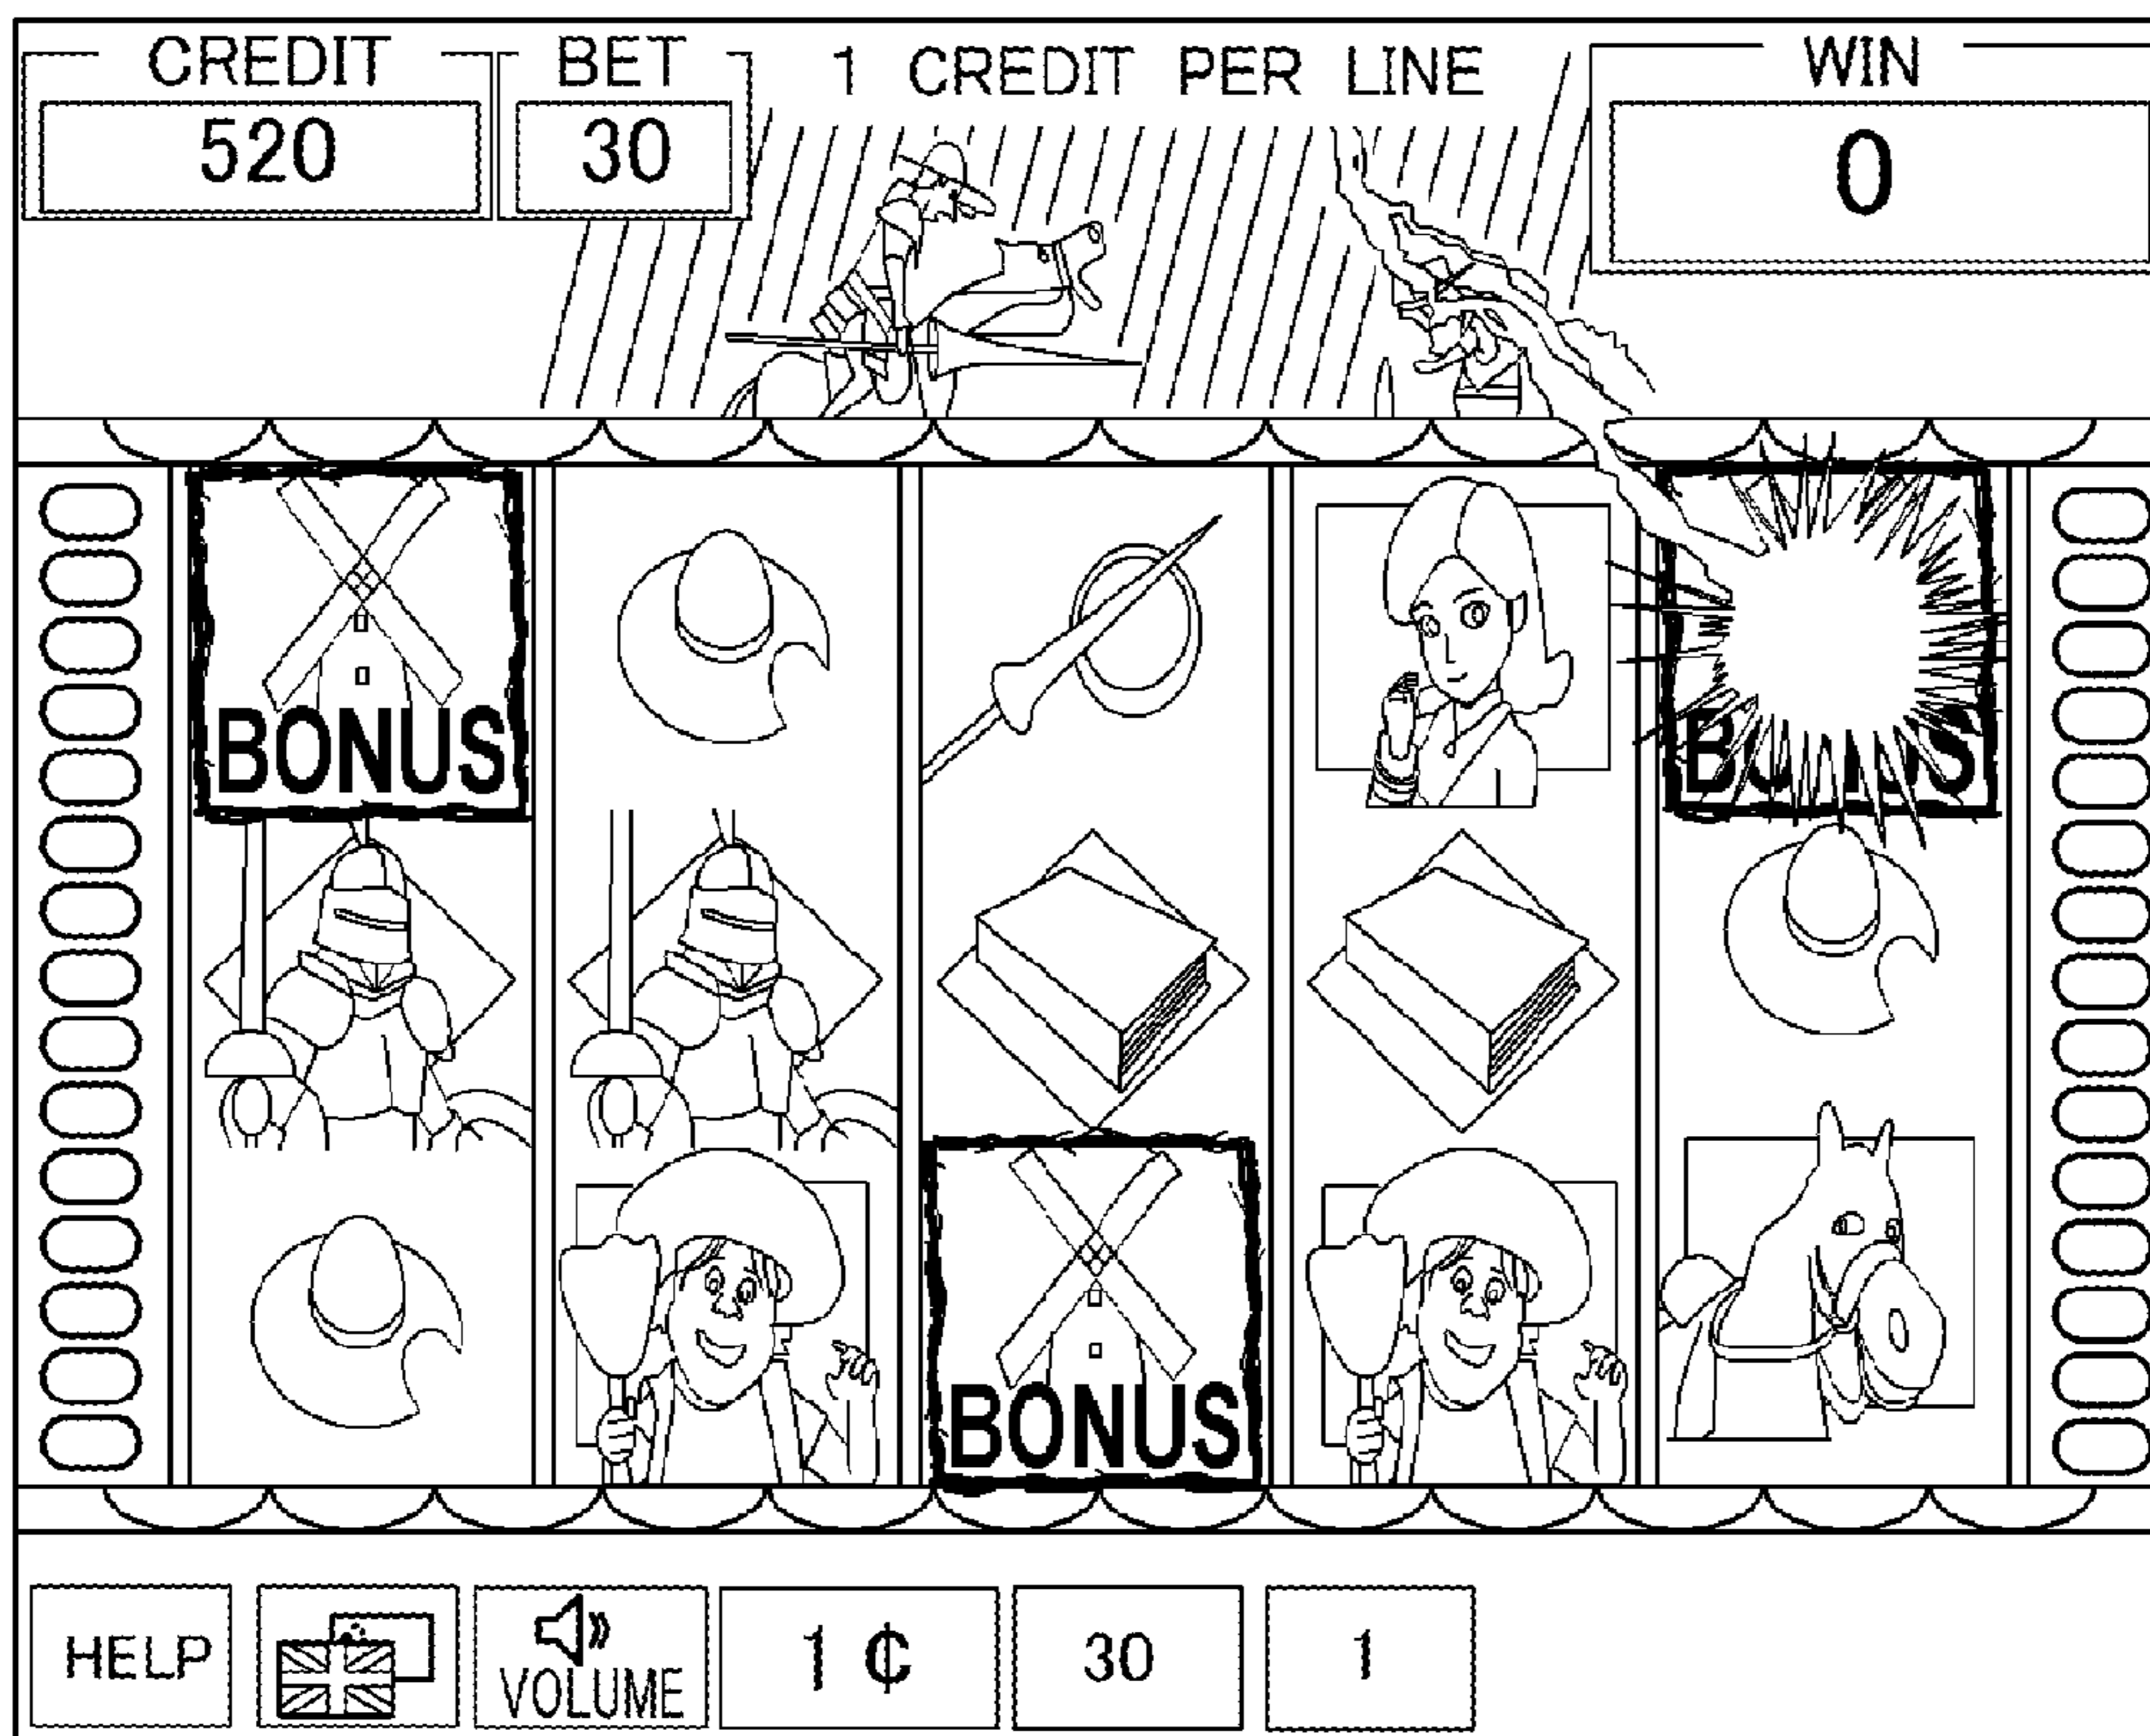 CREDIT
BET
1 CREDIT PER LINE
WIN
520
30
0
BONUS
BONUS
HELP
VOLUME
1 ¢
30
1